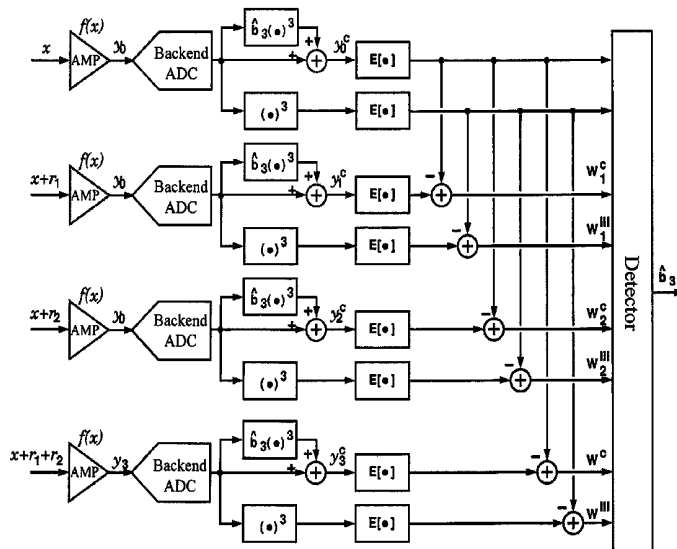 f(x)
x
AMP
y₀
Backend
ADC
b̂₃(•)³
+
+
y₀ᶜ
E[•]
(•)³
E[•]
f(x)
x+r₁
AMP
y₀
Backend
ADC
b̂₃(•)³
+
+
y₁ᶜ
E[•]
−
W₁ᶜ
(•)³
E[•]
−
W₁ᴵᴵᴵ
f(x)
x+r₂
AMP
y₀
Backend
ADC
b̂₃(•)³
+
+
y₂ᶜ
E[•]
−
W₂ᶜ
(•)³
E[•]
−
W₂ᴵᴵᴵ
f(x)
x+r₁+r₂
AMP
y₃
Backend
ADC
b̂₃(•)³
+
+
y₃ᶜ
E[•]
−
Wᶜ
(•)³
E[•]
−
Wᴵᴵᴵ
Detector
b̂₃